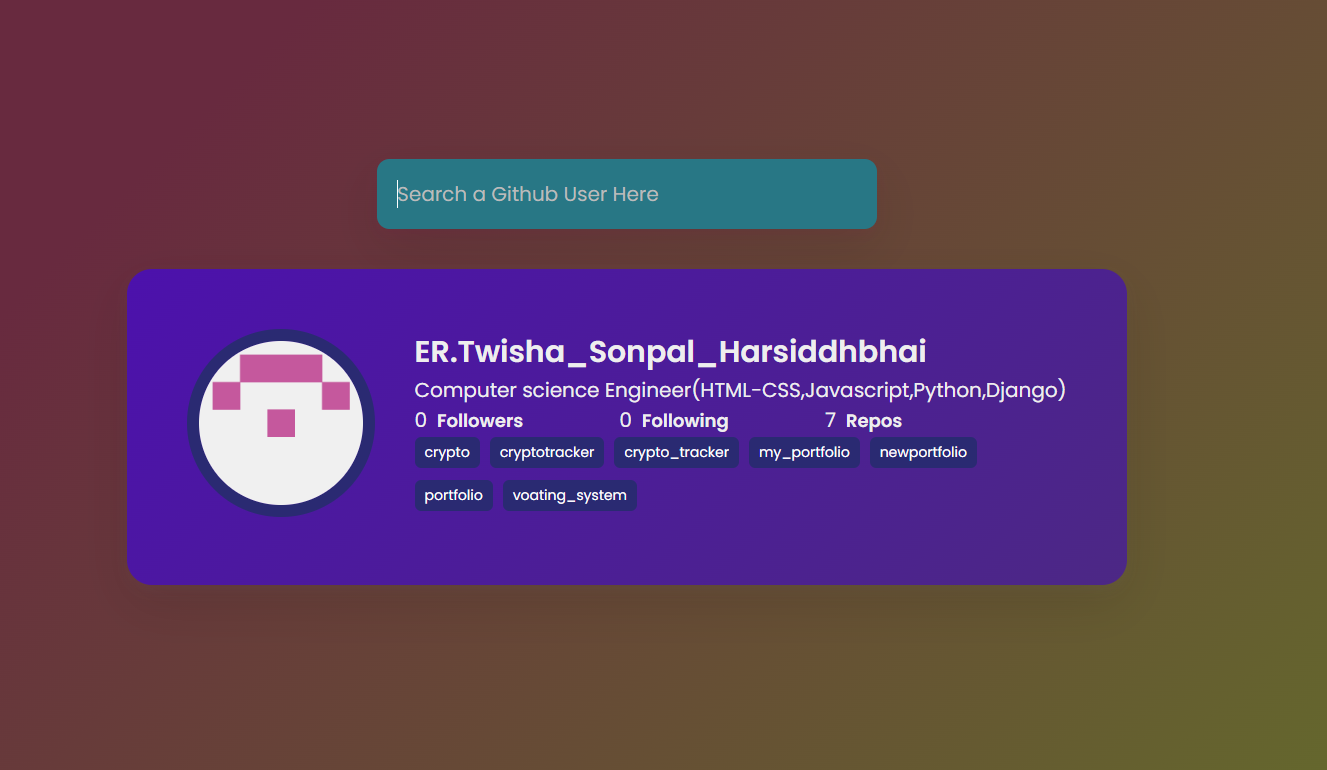 Search a Github User Here
ER.Twisha_Sonpal_Harsiddhbhai
Computer science Engineer(HTML-CSS,Javascript,Python,Django)
0 Followers 0 Following 7 Repos
crypto cryptotracker crypto_tracker my_portfolio newportfolio
portfolio voating_system